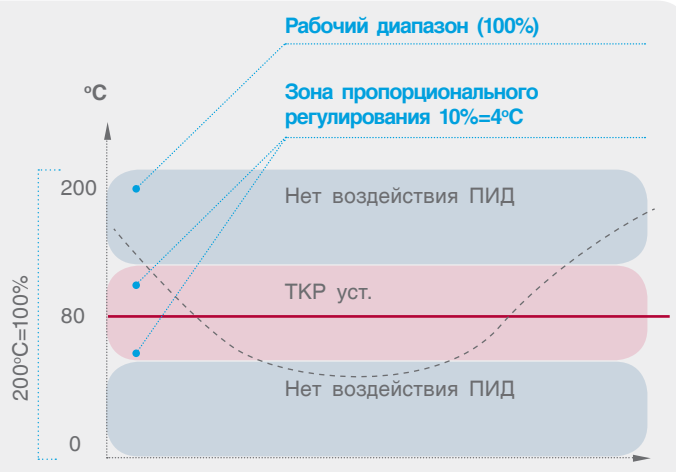 Рабочий диапазон (100%)
°C
Зона пропорционального
регулирования 10%=4°C
200
Нет воздействия ПИД
ТКР уст.
80
200°C=100%
Нет воздействия ПИД
0